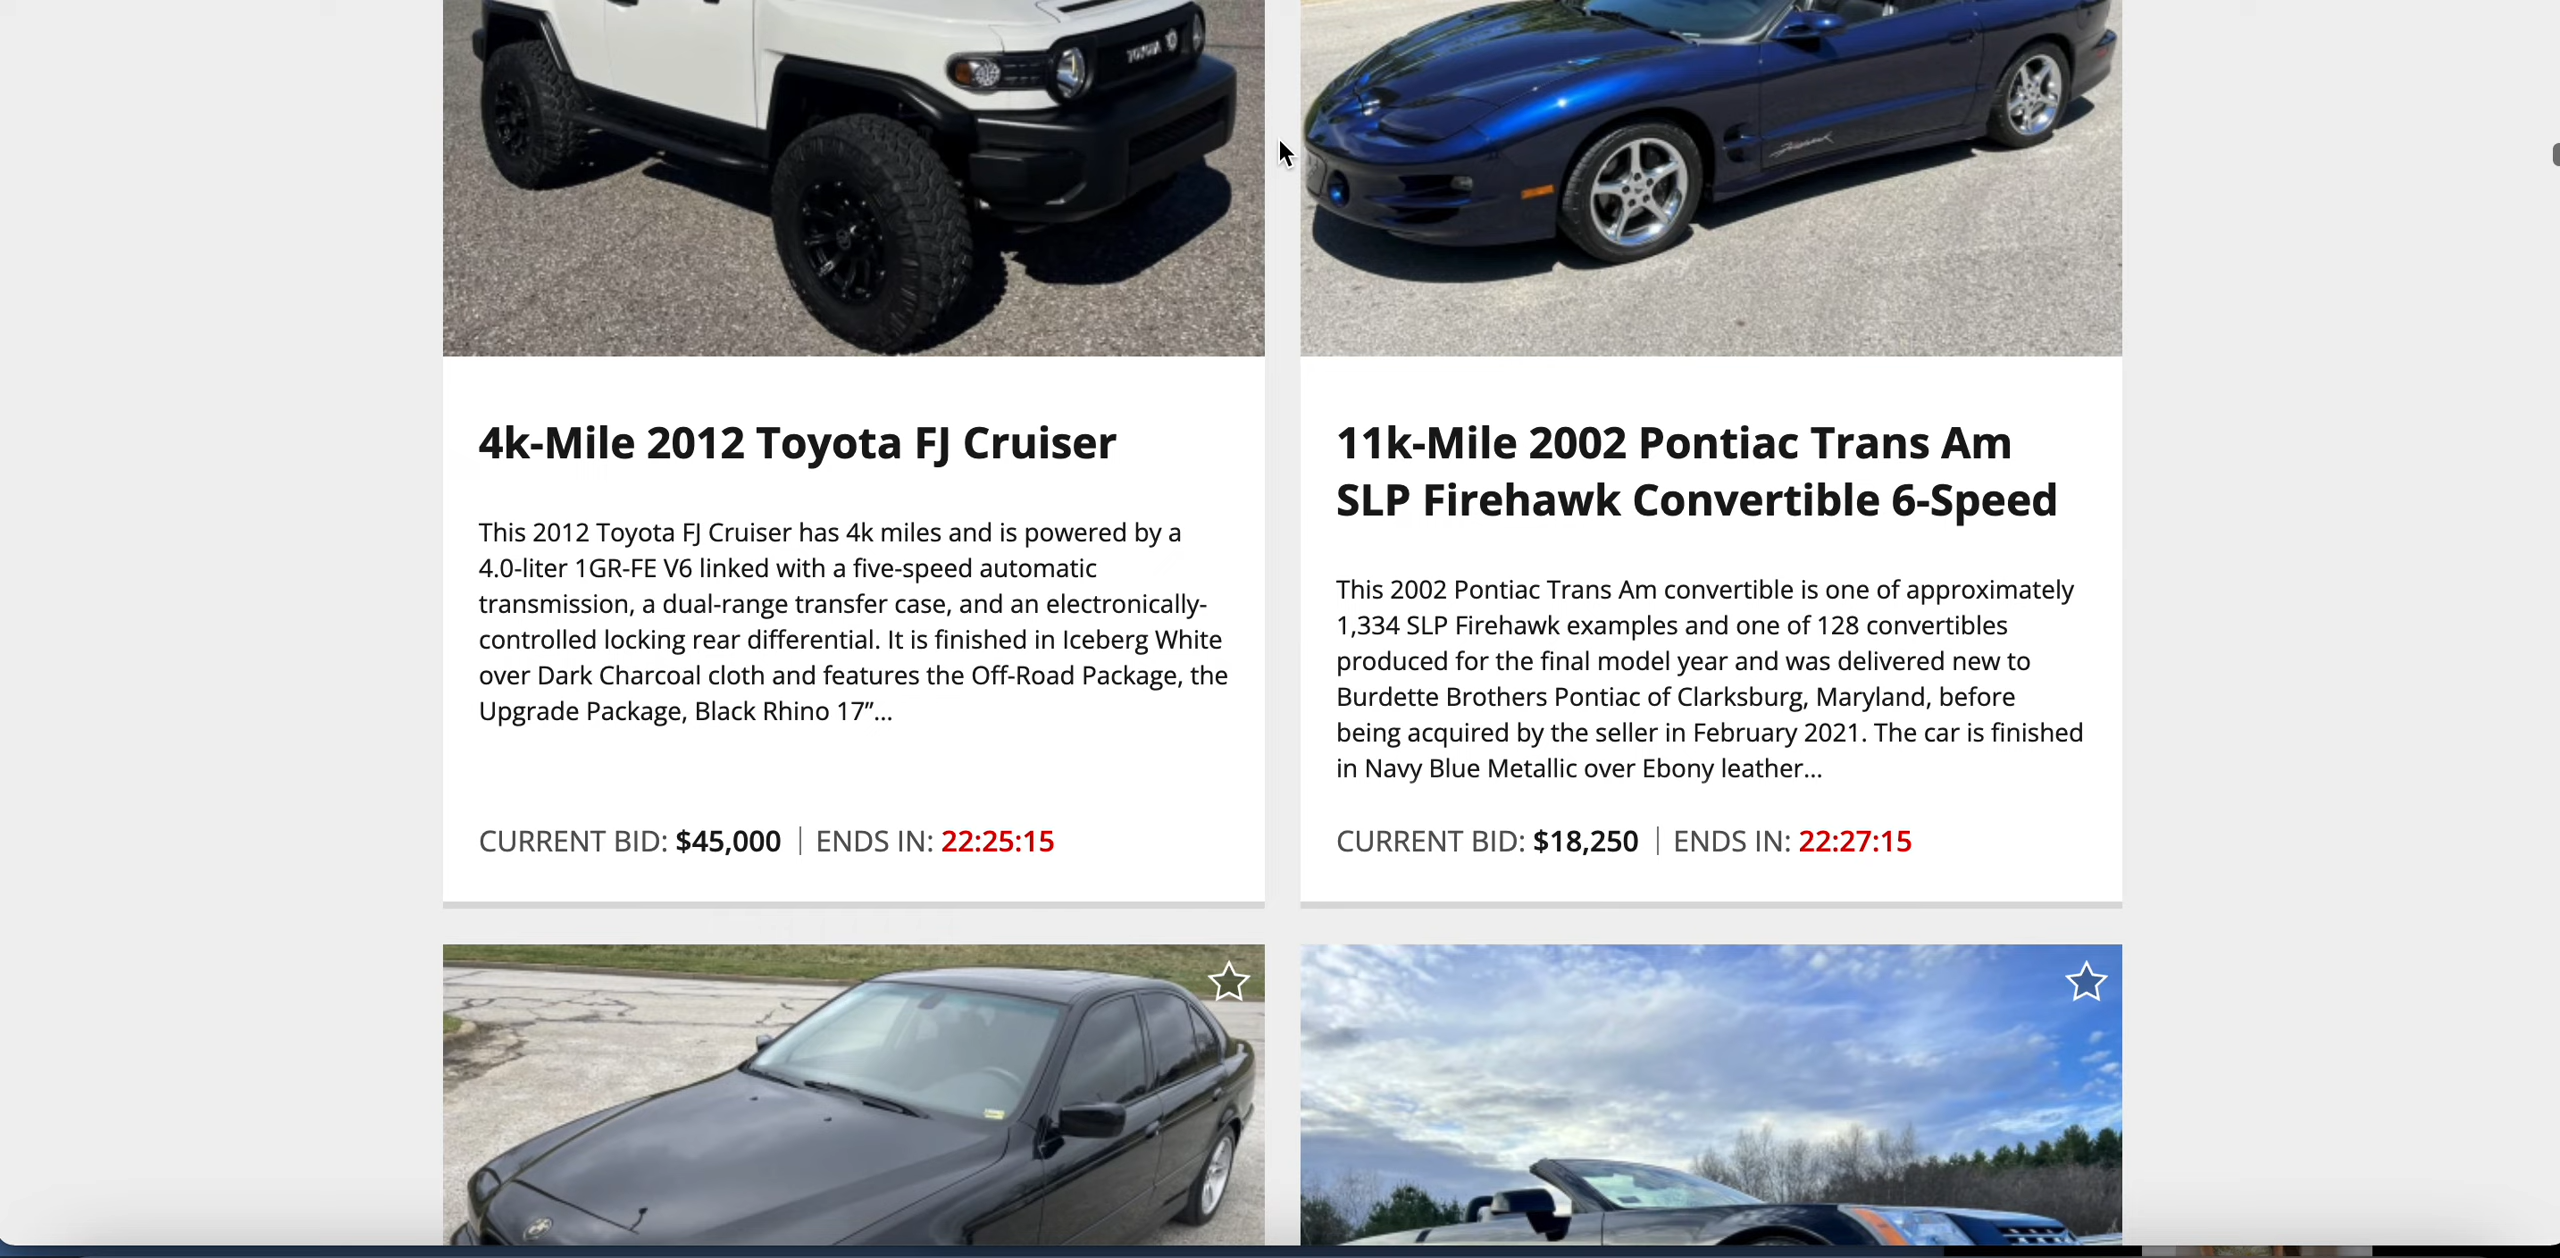 TOYOTA
4k-Mile 2012 Toyota FJ Cruiser
This 2012 Toyota FJ Cruiser has 4k miles and is powered by a
4.0-liter 1GR-FE V6 linked with a five-speed automatic
transmission, a dual-range transfer case, and an electronically-
controlled locking rear differential. It is finished in Iceberg White
over Dark Charcoal cloth and features the Off-Road Package, the
Upgrade Package, Black Rhino 17”...
CURRENT BID: $45,000 | ENDS IN: 22:25:15
Firehawk
11k-Mile 2002 Pontiac Trans Am
SLP Firehawk Convertible 6-Speed
This 2002 Pontiac Trans Am convertible is one of approximately
1,334 SLP Firehawk examples and one of 128 convertibles
produced for the final model year and was delivered new to
Burdette Brothers Pontiac of Clarksburg, Maryland, before
being acquired by the seller in February 2021. The car is finished
in Navy Blue Metallic over Ebony leather...
CURRENT BID: $18,250 | ENDS IN: 22:27:15